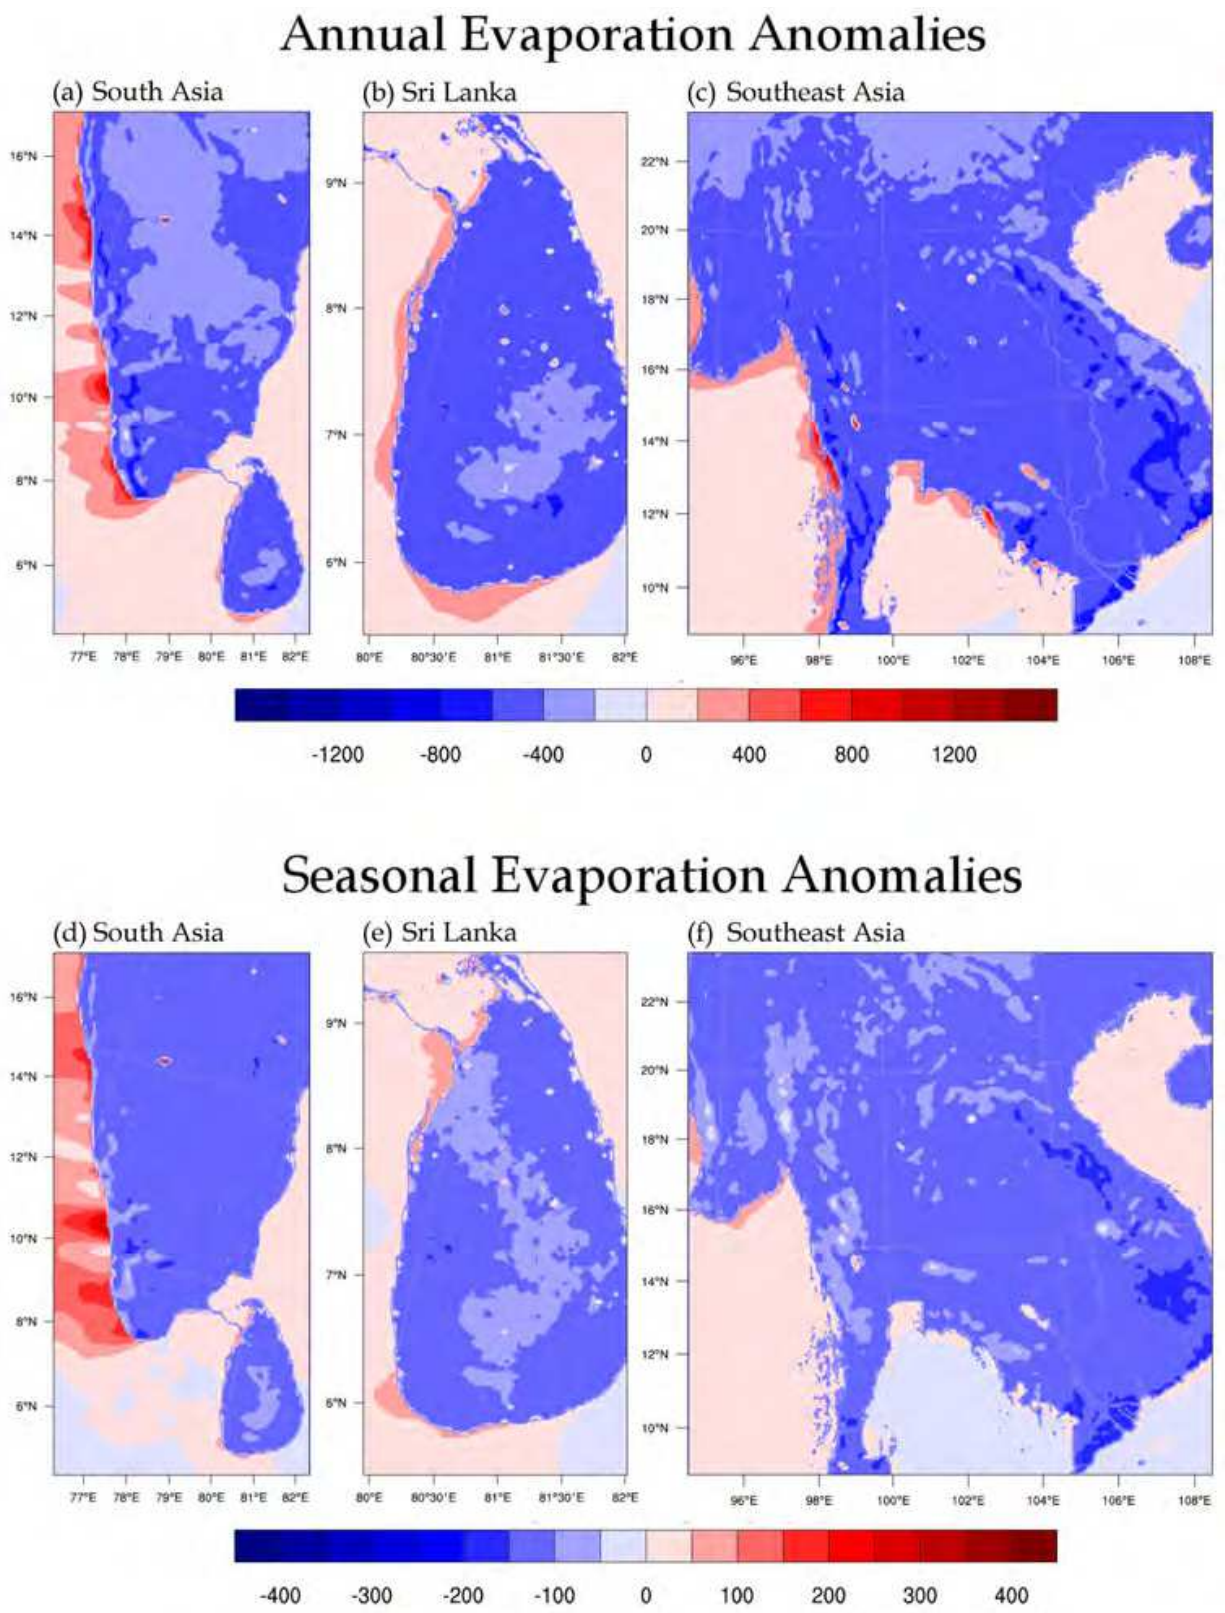 Annual Evaporation Anomalies
(a) South Asia
(b) Sri Lanka
(c) Southeast Asia
16°N
14°N
12°N
10°N
8°N
6°N
77°E 78°E 79°E 80°E 81°E 82°E
9°N
8°N
7°N
6°N
80°E 80°30'E 81°E 81°30'E 82°E
22°N
20°N
18°N
16°N
14°N
12°N
10°N
96°E 98°E 100°E 102°E 104°E 106°E 108°E
-1200 -800 -400 0 400 800 1200
Seasonal Evaporation Anomalies
(d) South Asia
(e) Sri Lanka
(f) Southeast Asia
16°N
14°N
12°N
10°N
8°N
6°N
77°E 78°E 79°E 80°E 81°E 82°E
9°N
8°N
7°N
6°N
80°E 80°30'E 81°E 81°30'E 82°E
22°N
20°N
18°N
16°N
14°N
12°N
10°N
96°E 98°E 100°E 102°E 104°E 106°E 108°E
-400 -300 -200 -100 0 100 200 300 400